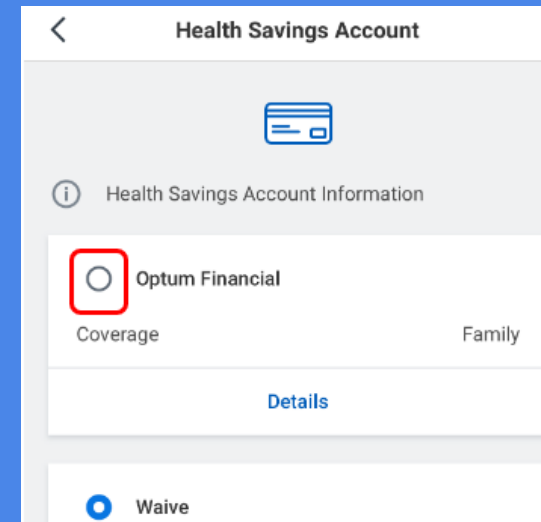 Health Savings Account
Health Savings Account Information
Optum Financial
Coverage Family
Details
Waive